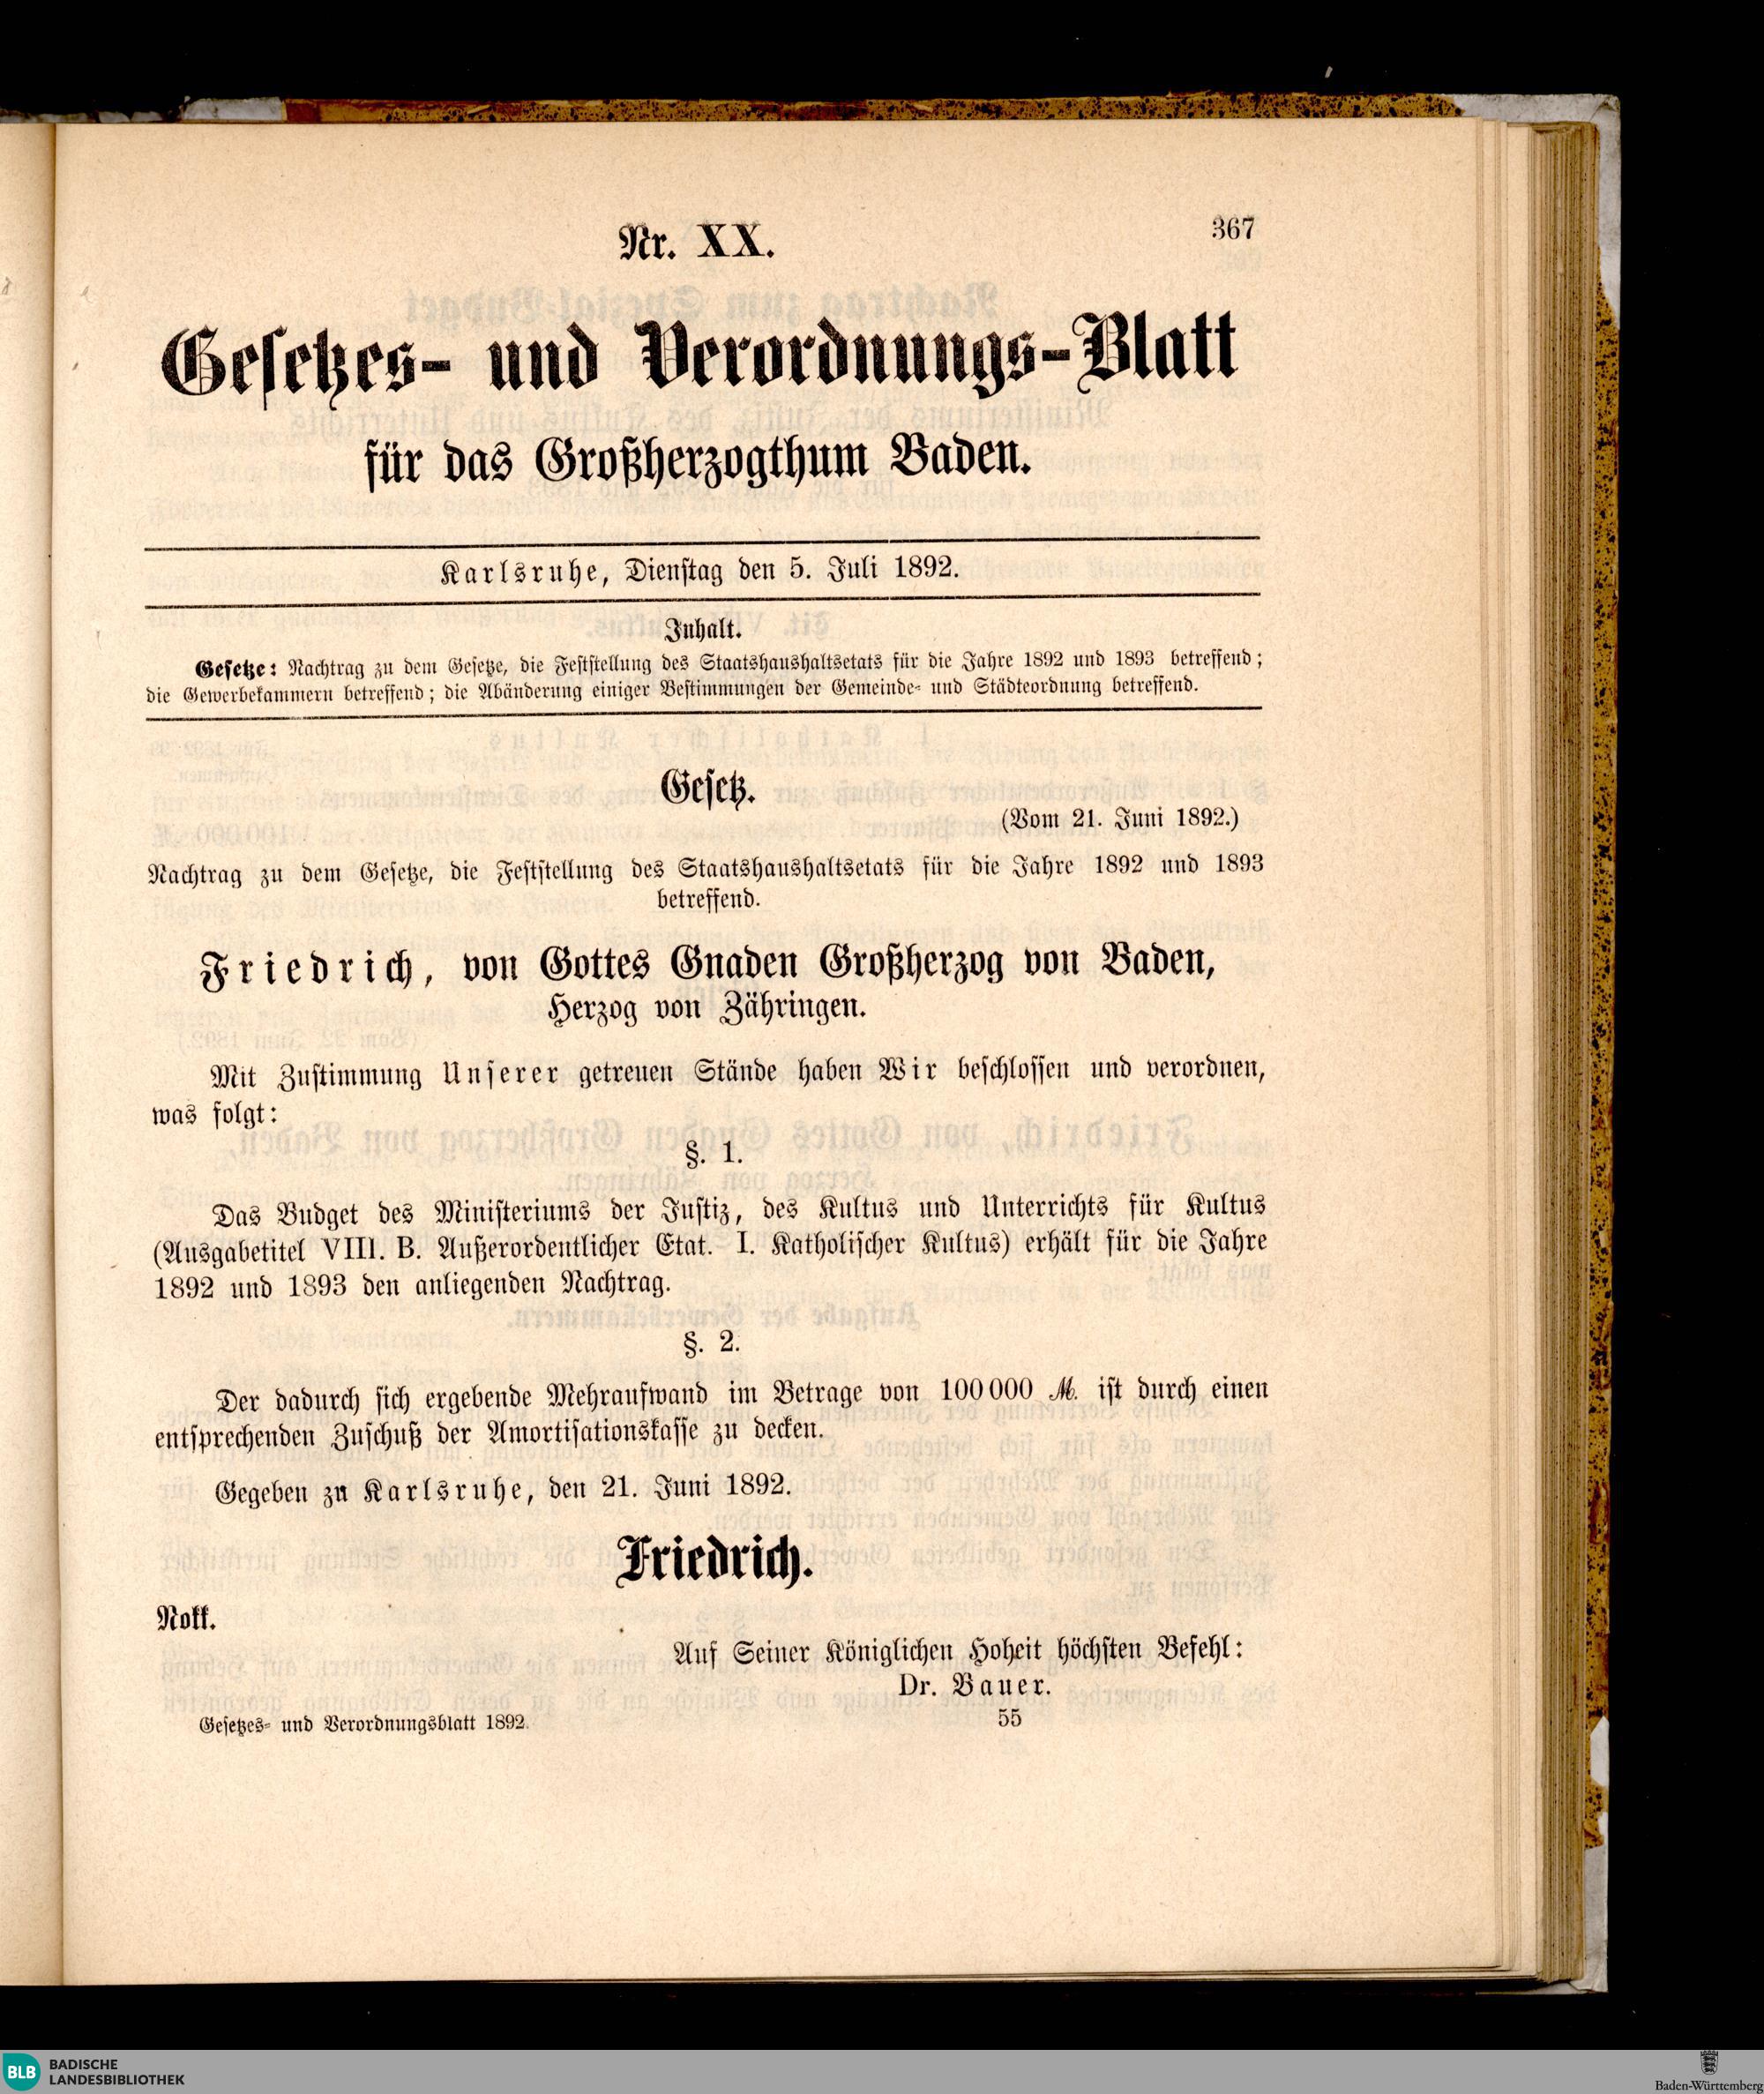 Nr. XX.
367
Gesetzes- und Verordnungs-Blatt
für das Großherzogthum Baden.
Karlsruhe, Dienstag den 5. Juli 1892.
Inhalt.
Gesetze: Nachtrag zu dem Gesetze, die Feststellung des Staatshaushaltsetats für die Jahre 1892 und 1893 betreffend;
die Gewerbekammern betreffend; die Abänderung einiger Bestimmungen der Gemeinde- und Städteordnung betreffend.
Gesetz.
(Vom 21. Juni 1892.)
Nachtrag zu dem Gesetze, die Feststellung des Staatshaushaltsetats für die Jahre 1892 und 1893
betreffend.
Friedrich, von Gottes Gnaden Großherzog von Baden,
Herzog von Zähringen.
Mit Zustimmung Unserer getreuen Stände haben Wir beschlossen und verordnen,
was folgt:
§. 1.
Das Budget des Ministeriums der Justiz, des Kultus und Unterrichts für Kultus
(Ausgabetitel VIII. B. Außerordentlicher Etat. I. Katholischer Kultus) erhält für die Jahre
1892 und 1893 den anliegenden Nachtrag.
§. 2.
Der dadurch sich ergebende Mehraufwand im Betrage von 100 000 M. ist durch einen
entsprechenden Zuschuß der Amortisationskasse zu decken.
Gegeben zu Karlsruhe, den 21. Juni 1892.
Friedrich.
Nokk.
Auf Seiner Königlichen Hoheit höchsten Befehl:
Dr. Bauer.
Gesetzes- und Verordnungsblatt 1892.
55
BLB BADISCHE
LANDESBIBLIOTHEK
Baden-Württemberg